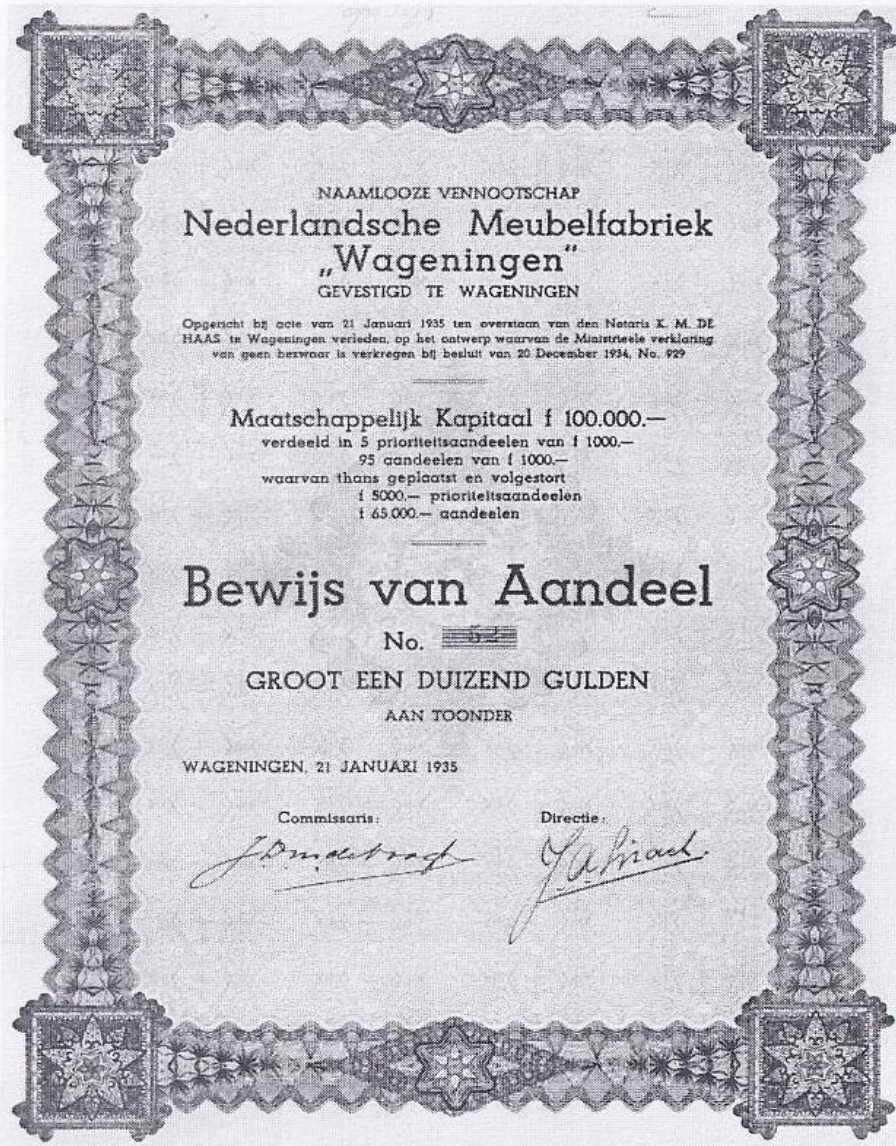 NAAMLOOZE VENNOOTSCHAP
Nederlandsche Meubelfabriek
„Wageningen"
GEVESTIGD TE WAGENINGEN
Opgericht bij acte van 21 Januari 1935 ten overstaan van den Notaris K. M. DE
HAAS te Wageningen verleden, op het ontwerp waarvan de Ministrieele verklaring
van geen bezwaar is verkregen bij besluit van 20 December 1934, No. 929
Maatschappelijk Kapitaal f 100.000.—
verdeeld in 5 prioriteitsaandeelen van f 1000.—
95 aandeelen van f 1000.—
waarvan thans geplaatst en volgestort
f 5000.— prioriteitsaandeelen
f 65.000.— aandeelen
Bewijs van Aandeel
No. 52
GROOT EEN DUIZEND GULDEN
AAN TOONDER
WAGENINGEN, 21 JANUARI 1935
Commissaris: Directie: